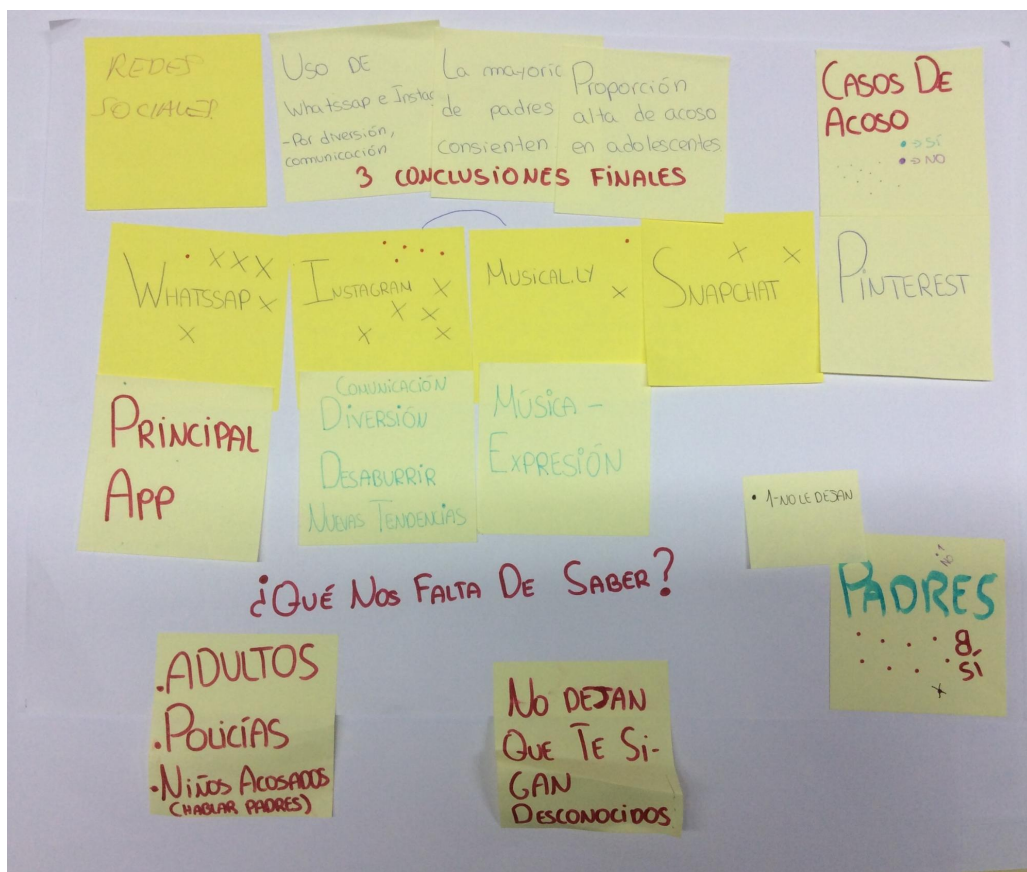 REDES
SOCIALES
USO DE
Whatssap e Instar
-Por diversión,
comunicación
La mayoric
de padres
consienten
Proporción
alta de acoso
en adolescentes
3 CONCLUSIONES FINALES
CASOS DE
ACOSO
• => SÍ
• => NO
WHATSSAP
INSTAGRAM
MUSICAL.LY
SNAPCHAT
PINTEREST
PRINCIPAL
APP
COMUNICACIÓN
DIVERSIÓN
DESABURRIR
NUEVAS TENDENCIAS
MÚSICA -
EXPRESIÓN
• 1-NO LE DEJAN
¿QUÉ NOS FALTA DE SABER?
NO 1
PADRES
8
SÍ
.ADULTOS
.POLICÍAS
.NIÑOS ACOSADOS
(HABLAR PADRES)
NO DEJAN
QUE TE SI-
GAN
DESCONOCIDOS